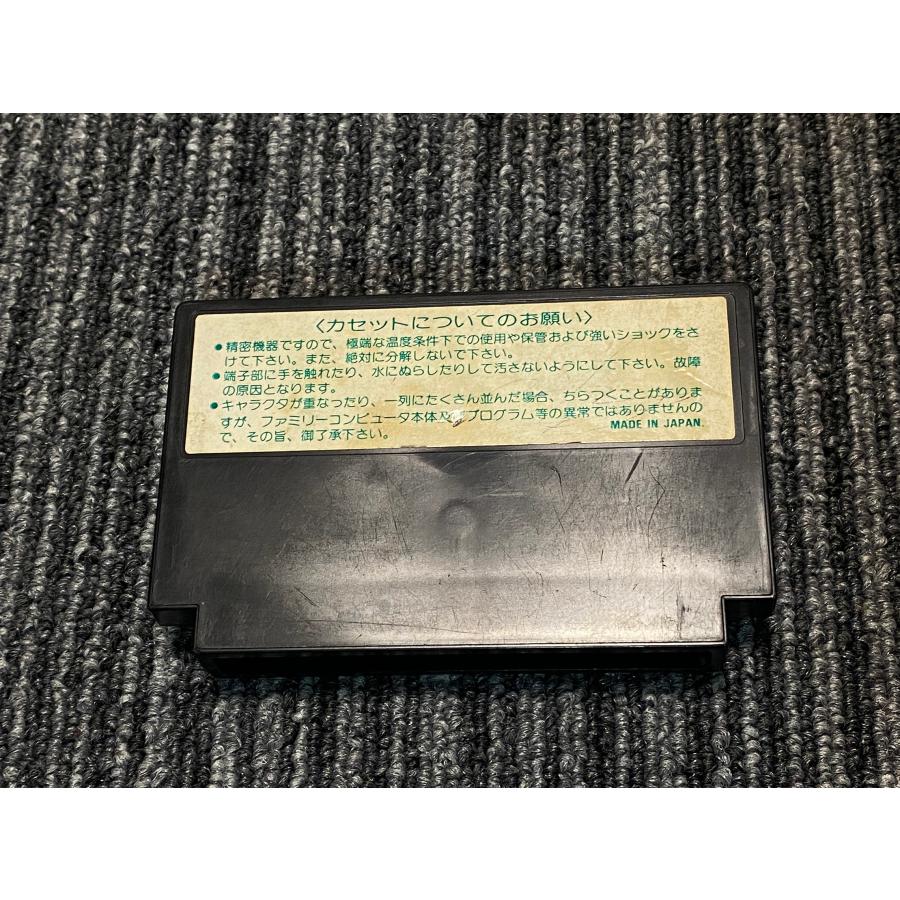 〈カセットについてのお願い〉
●精密機器ですので、極端な温度条件下での使用や保管および強いショックをさ
けて下さい。また、絶対に分解しないで下さい。
●端子部に手を触れたり、水にぬらしたりして汚さないようにして下さい。故障
の原因となります。
●キャラクタが重なったり、一列にたくさん並んだ場合、ちらつくことがありま
すが、ファミリーコンピュータ本体及 プログラム等の異常ではありませんの
で、その旨、御了承下さい。
MADE IN JAPAN.